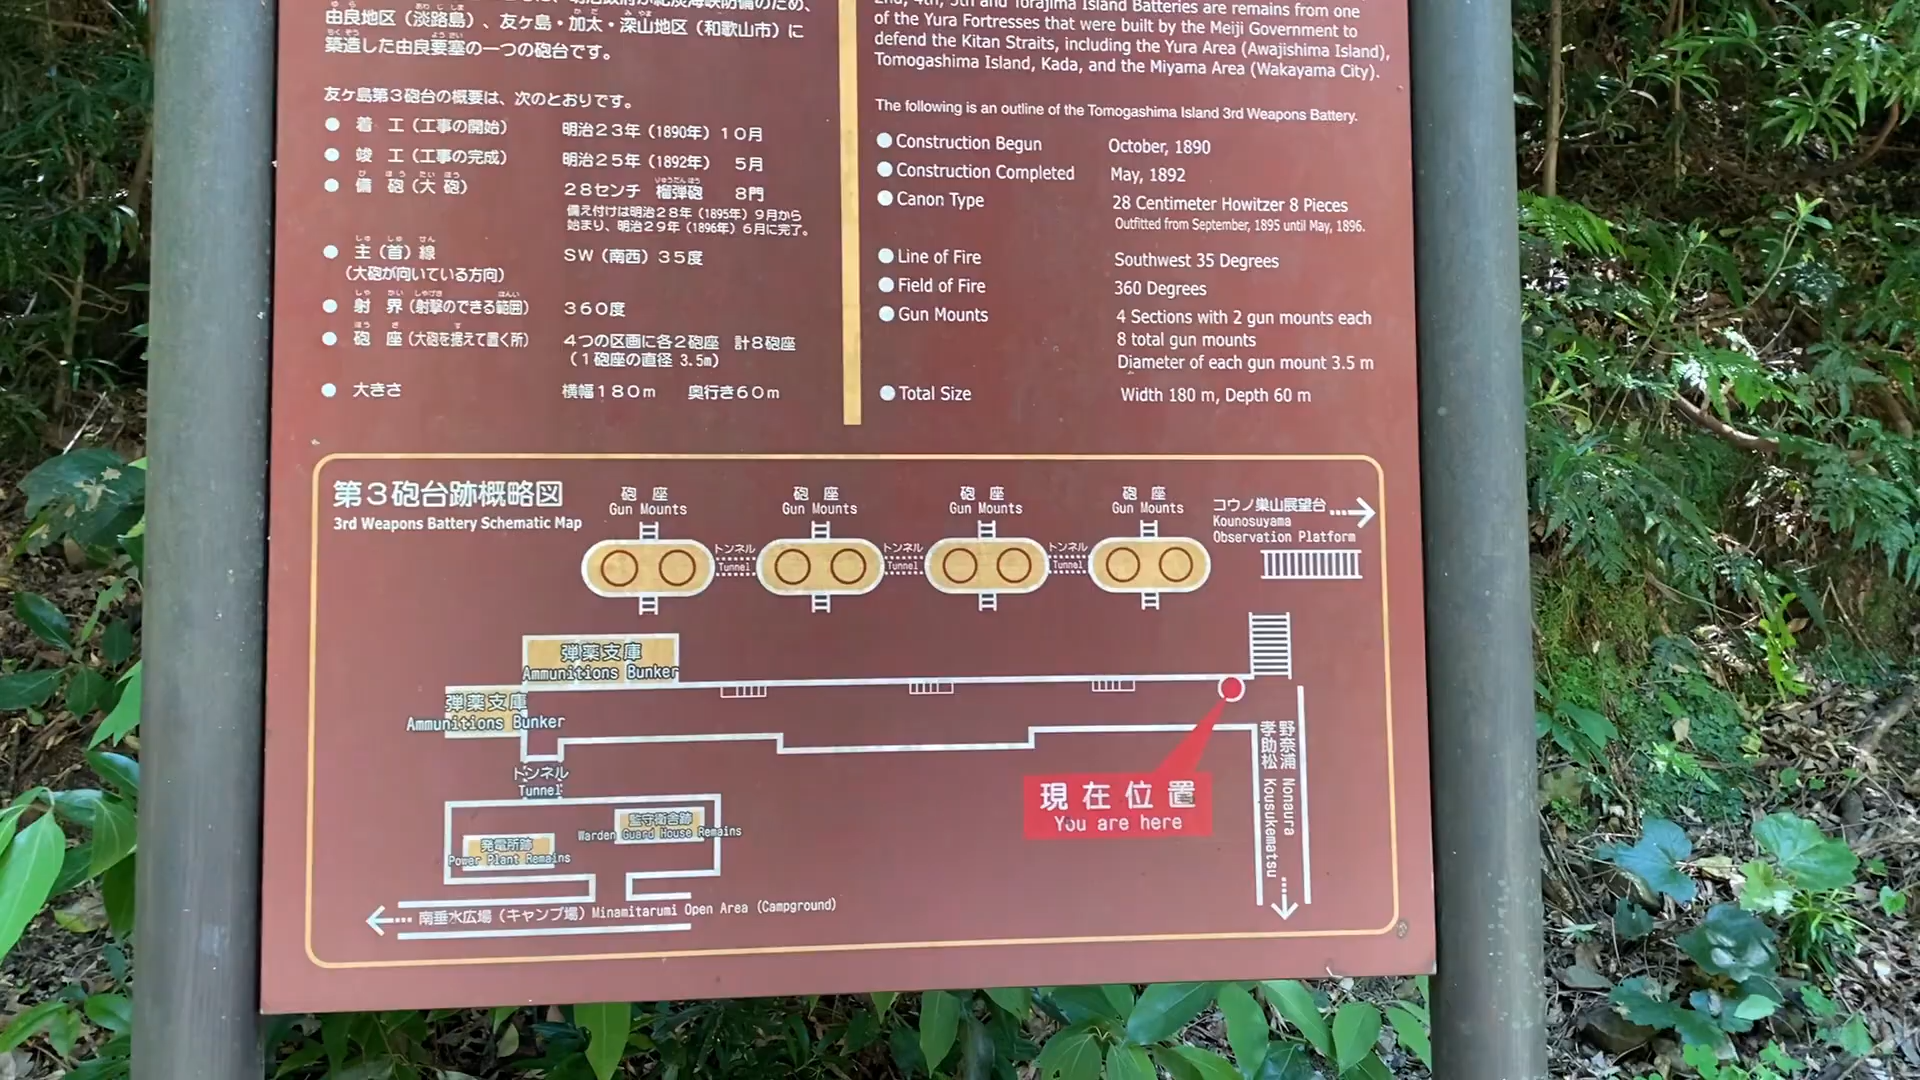 由良地区（淡路島）、友ヶ島・加太・深山地区（和歌山市）に
築造した由良要塞の一つの砲台です。
友ヶ島第3砲台の概要は、次のとおりです。
● 着 工（工事の開始） 明治23年（1890年）10月
● 竣 工（工事の完成） 明治25年（1892年） 5月
● 備 砲（大 砲） 28センチ 榴弾砲 8門
備え付けは明治28年（1895年）9月から
始まり、明治29年（1896年）6月に完了。
● 主（首）線 SW（南西）35度
（大砲が向いている方向）
● 射 界（射撃のできる範囲） 360度
● 砲 座（大砲を据えて置く所） 4つの区画に各2砲座 計8砲座
（1砲座の直径 3.5m）
● 大きさ 横幅180m 奥行き60m
2nd, 4th, 5th and Torajima Island Batteries are remains from one
of the Yura Fortresses that were built by the Meiji Government to
defend the Kitan Straits, including the Yura Area (Awajishima Island),
Tomogashima Island, Kada, and the Miyama Area (Wakayama City).
The following is an outline of the Tomogashima Island 3rd Weapons Battery.
● Construction Begun October, 1890
● Construction Completed May, 1892
● Canon Type 28 Centimeter Howitzer 8 Pieces
Outfitted from September, 1895 until May, 1896.
● Line of Fire Southwest 35 Degrees
● Field of Fire 360 Degrees
● Gun Mounts 4 Sections with 2 gun mounts each
8 total gun mounts
Diameter of each gun mount 3.5 m
● Total Size Width 180 m, Depth 60 m
第3砲台跡概略図
3rd Weapons Battery Schematic Map
砲 座
Gun Mounts
砲 座
Gun Mounts
砲 座
Gun Mounts
砲 座
Gun Mounts
コウノ巣山展望台
Kounosuyama
Observation Platform
トンネル
Tunnel
トンネル
Tunnel
トンネル
Tunnel
弾薬支庫
Ammunitions Bunker
弾薬支庫
Ammunitions Bunker
トンネル
Tunnel
監守衛舎跡
Warden Guard House Remains
発電所跡
Power Plant Remains
現在位置
You are here
野奈浦 Nonaura
孝助松 Kousukematsu
南垂水広場（キャンプ場）Minamitarumi Open Area (Campground)